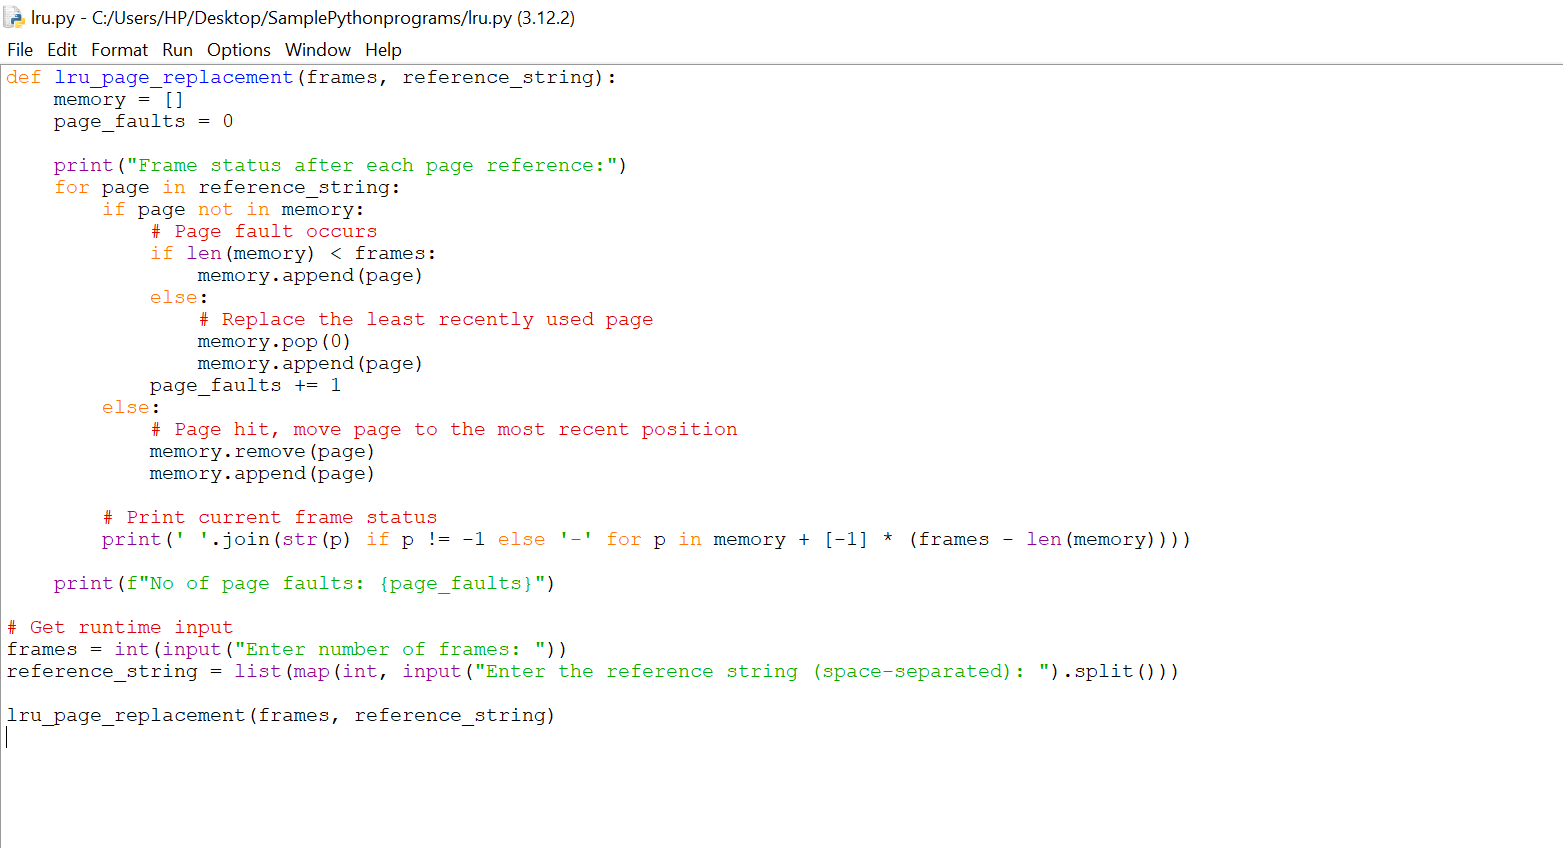 lru.py - C:/Users/HP/Desktop/SamplePythonprograms/lru.py (3.12.2)
File Edit Format Run Options Window Help
def lru_page_replacement(frames, reference_string):
    memory = []
    page_faults = 0

    print("Frame status after each page reference:")
    for page in reference_string:
        if page not in memory:
            # Page fault occurs
            if len(memory) < frames:
                memory.append(page)
            else:
                # Replace the least recently used page
                memory.pop(0)
                memory.append(page)
            page_faults += 1
        else:
            # Page hit, move page to the most recent position
            memory.remove(page)
            memory.append(page)

        # Print current frame status
        print(' '.join(str(p) if p != -1 else '-' for p in memory + [-1] * (frames - len(memory))))

    print(f"No of page faults: {page_faults}")

# Get runtime input
frames = int(input("Enter number of frames: "))
reference_string = list(map(int, input("Enter the reference string (space-separated): ").split()))

lru_page_replacement(frames, reference_string)